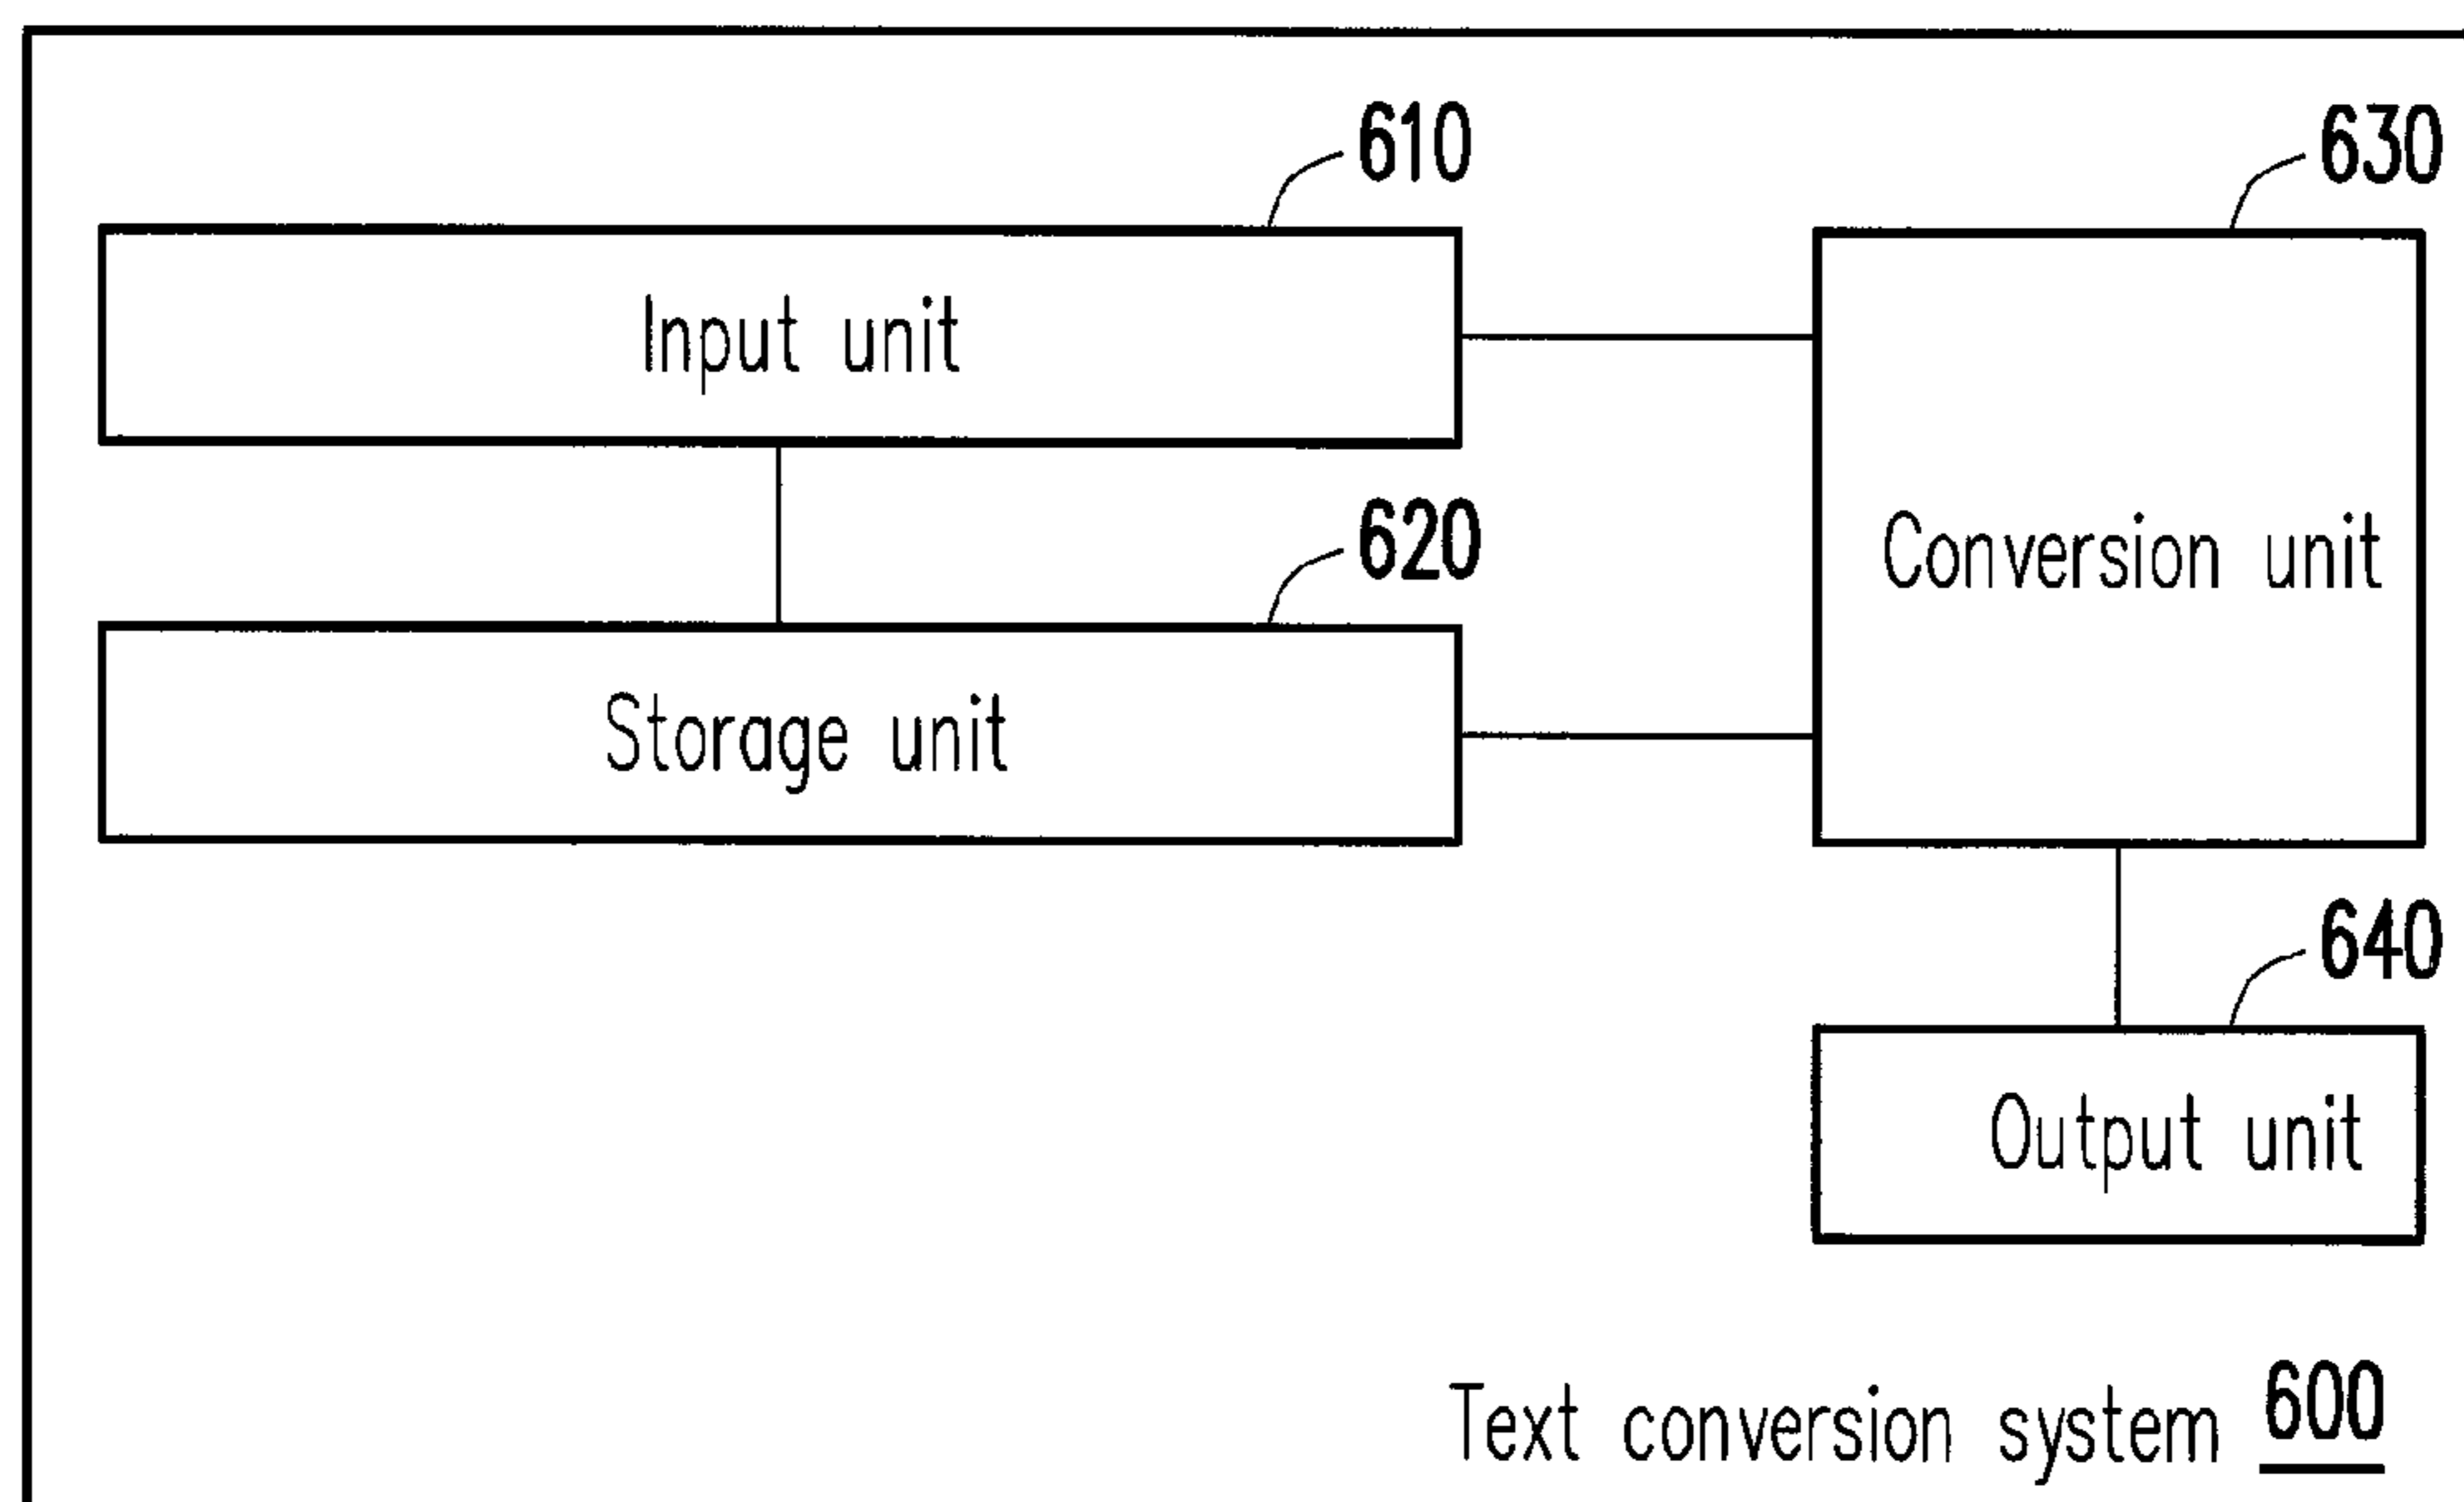 610
630
Input unit
620
Conversion unit
Storage unit
640
Output unit
Text conversion system 600